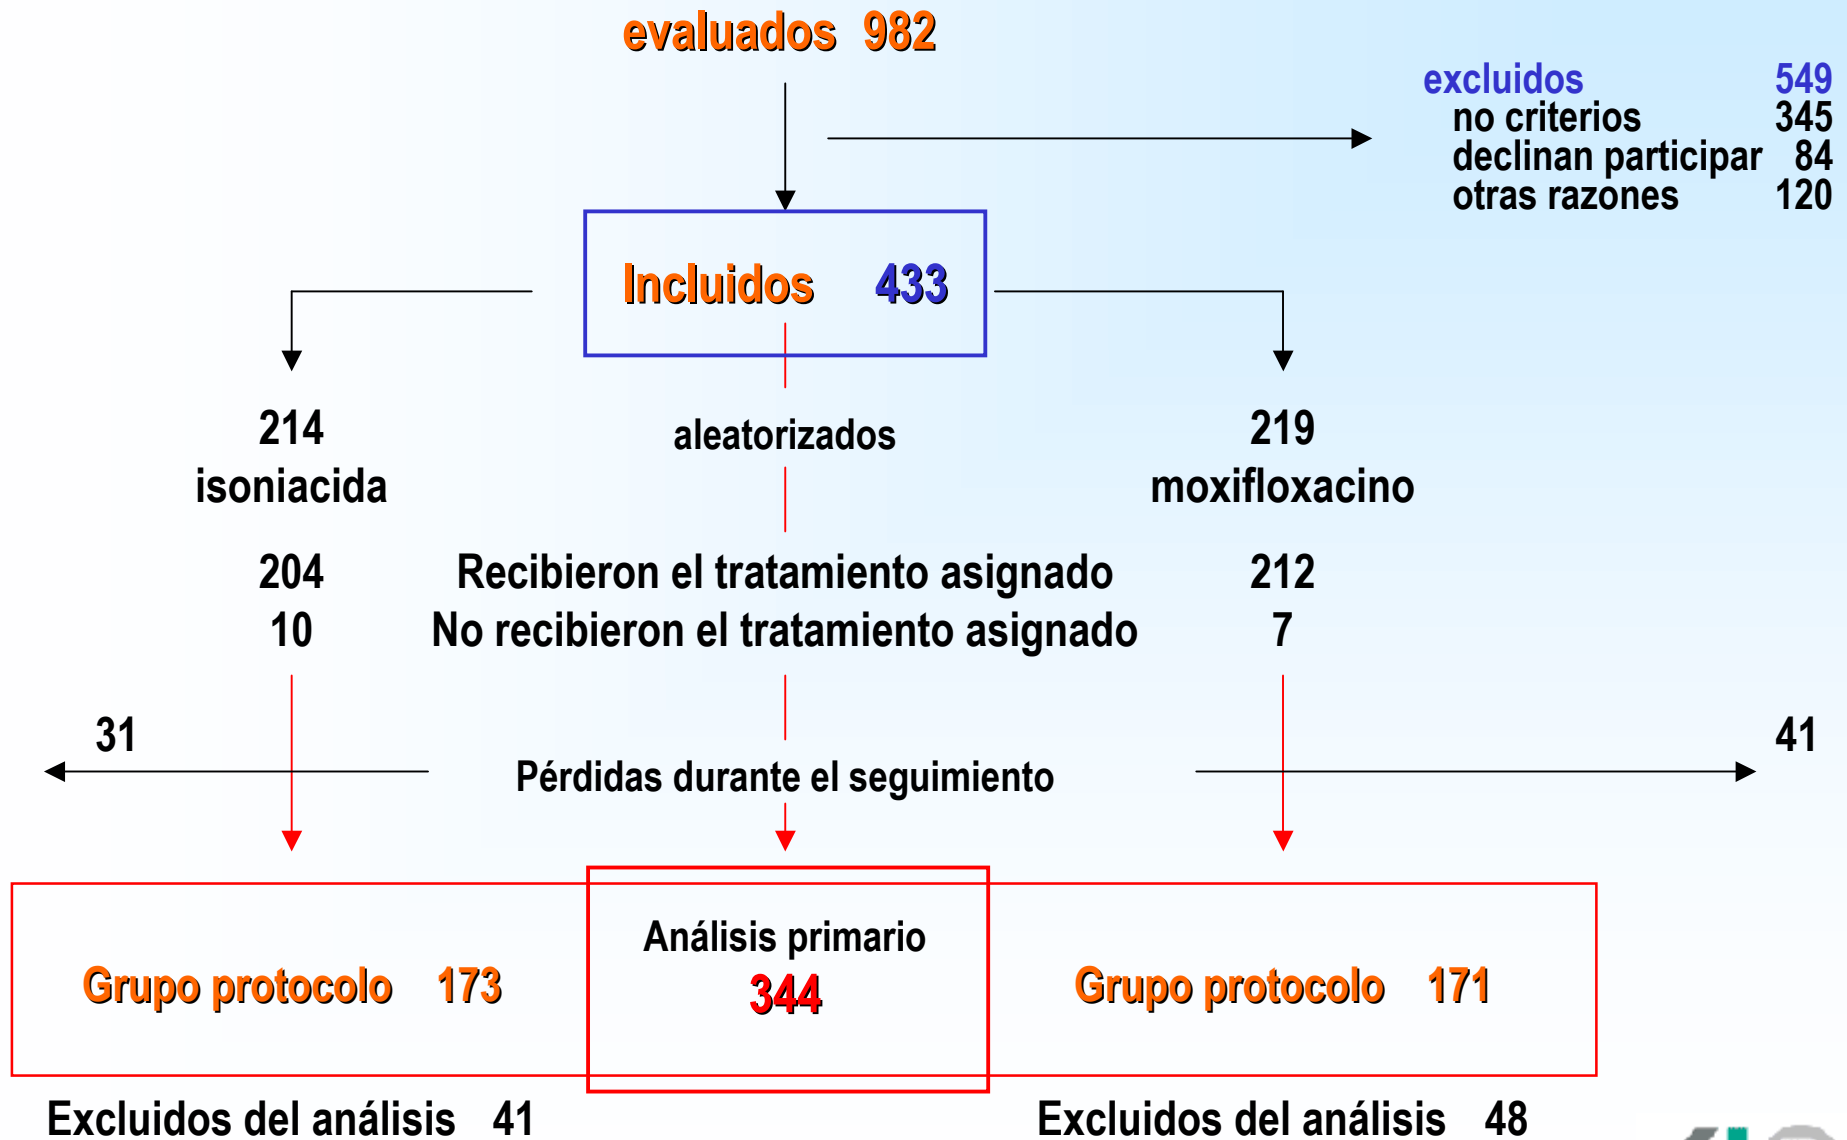 evaluados 982
excluidos 549
no criterios 345
declinan participar 84
otras razones 120
Incluidos 433
214 aleatorizados 219
isoniacida moxifloxacino
204 Recibieron el tratamiento asignado 212
10 No recibieron el tratamiento asignado 7
31 41
Pérdidas durante el seguimiento
Análisis primario
Grupo protocolo 173 344 Grupo protocolo 171
Excluidos del análisis 41 Excluidos del análisis 48